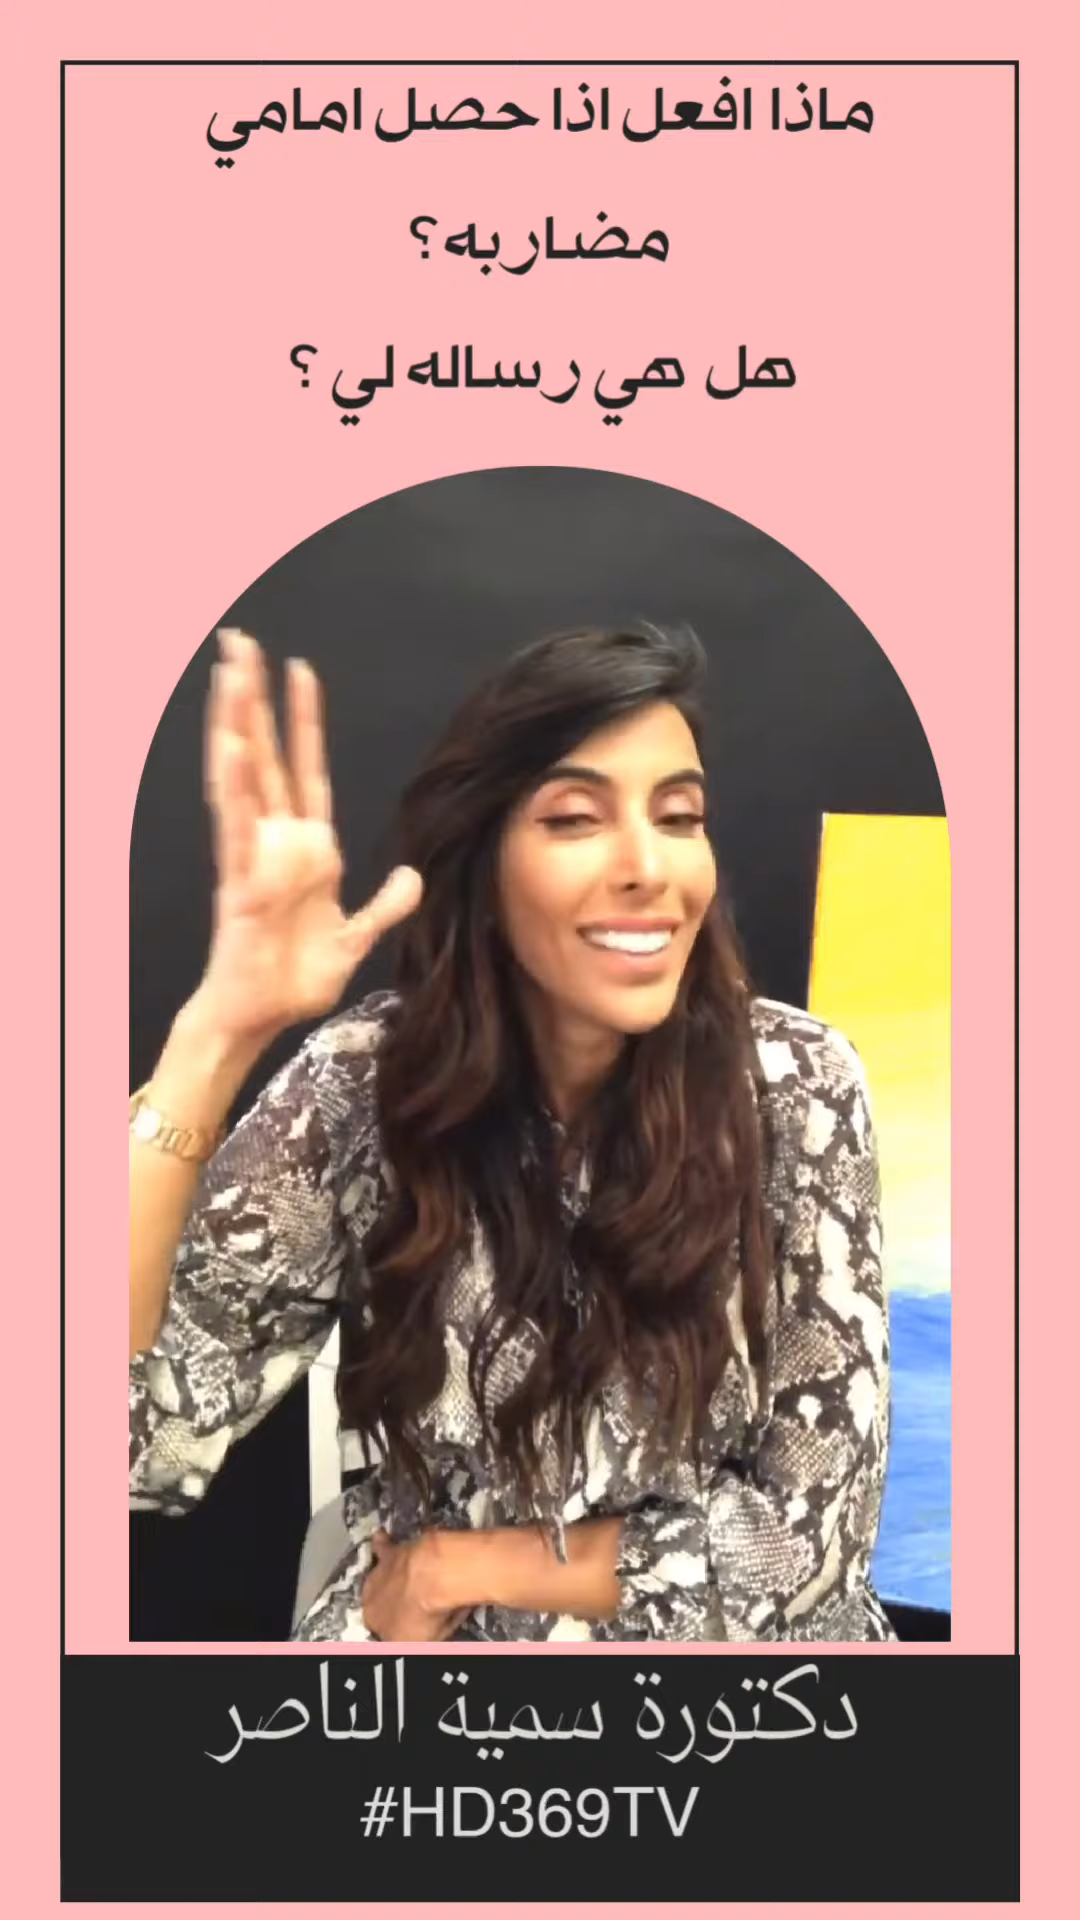 ماذا افعل اذا حصل امامي
مضاربه؟
هل هي رساله لي ؟
دكتورة سمية الناصر
#HD369TV